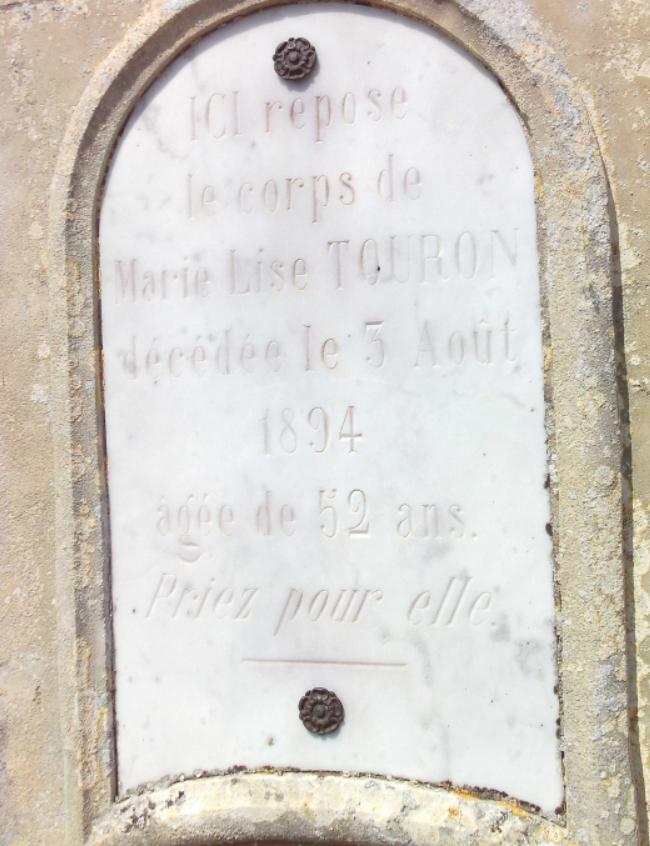 ICI repose
le corps de
Marie Lise TOURON
décédée le 3 Août
1894
âgée de 52 ans.
Priez pour elle.